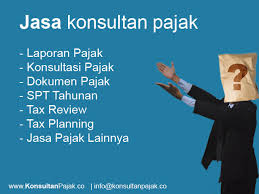 Jasa konsultan pajak
- Laporan Pajak
- Konsultasi Pajak
- Dokumen Pajak
- SPT Tahunan
- Tax Review
- Tax Planning
- Jasa Pajak Lainnya
?
www.KonsultanPajak.co | info@konsultanpajak.co